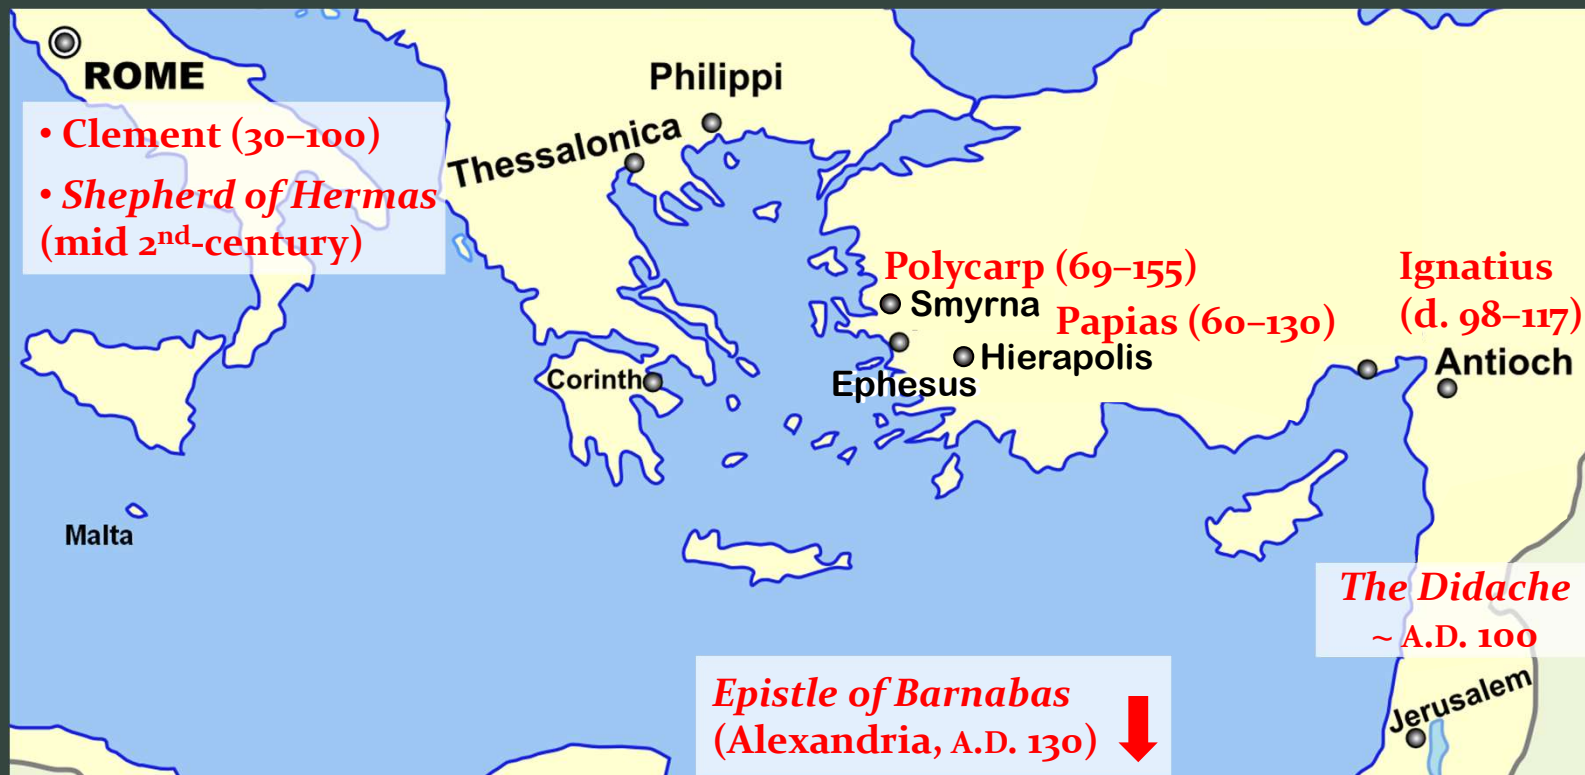 ROME
• Clement (30–100)
• Shepherd of Hermas
(mid 2nd-century)
Philippi
Thessalonica
Polycarp (69–155)
Smyrna
Papias (60–130)
Hierapolis
Ephesus
Corinth
Ignatius
(d. 98–117)
Antioch
Malta
The Didache
~ A.D. 100
Epistle of Barnabas
(Alexandria, A.D. 130)
Jerusalem